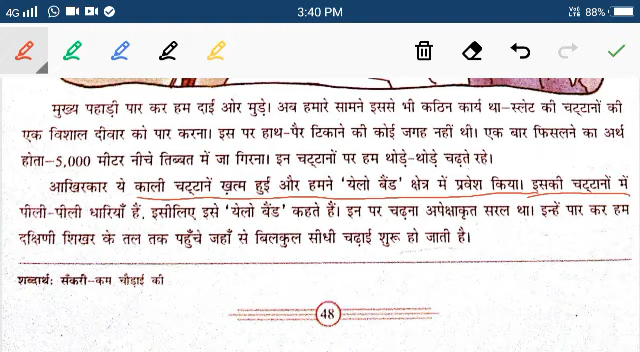 4G
3:40 PM
VoLTE 88%
मुख्य पहाड़ी पार कर हम दाईं ओर मुड़े। अब हमारे सामने इससे भी कठिन कार्य था-स्लेट की चट्टानों की
एक विशाल दीवार को पार करना। इस पर हाथ-पैर टिकाने की कोई जगह नहीं थी। एक बार फिसलने का अर्थ
होता-5,000 मीटर नीचे तिब्बत में जा गिरना। इन चट्टानों पर हम थोड़े-थोड़े चढ़ते रहे।
आखिरकार ये काली चट्टानें ख़त्म हुई और हमने 'येलो बैंड' क्षेत्र में प्रवेश किया। इसकी चट्टानों में
पीली-पीली धारियाँ हैं, इसीलिए इसे 'येलो बैंड' कहते हैं। इन पर चढ़ना अपेक्षाकृत सरल था। इन्हें पार कर हम
दक्षिणी शिखर के तल तक पहुँचे जहाँ से बिलकुल सीधी चढ़ाई शुरू हो जाती है।
शब्दार्थः सँकरी-कम चौड़ाई की
48